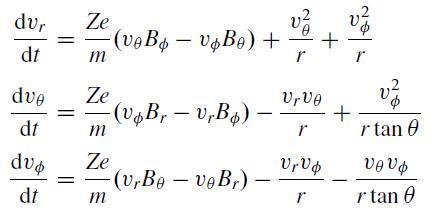 dv_r/dt = Ze/m (v_θ B_ϕ − v_ϕ B_θ) + v_θ^2/r + v_ϕ^2/r
dv_θ/dt = Ze/m (v_ϕ B_r − v_r B_ϕ) − v_r v_θ/r + v_ϕ^2/(r tan θ)
dv_ϕ/dt = Ze/m (v_r B_θ − v_θ B_r) − v_r v_ϕ/r − v_θ v_ϕ/(r tan θ)